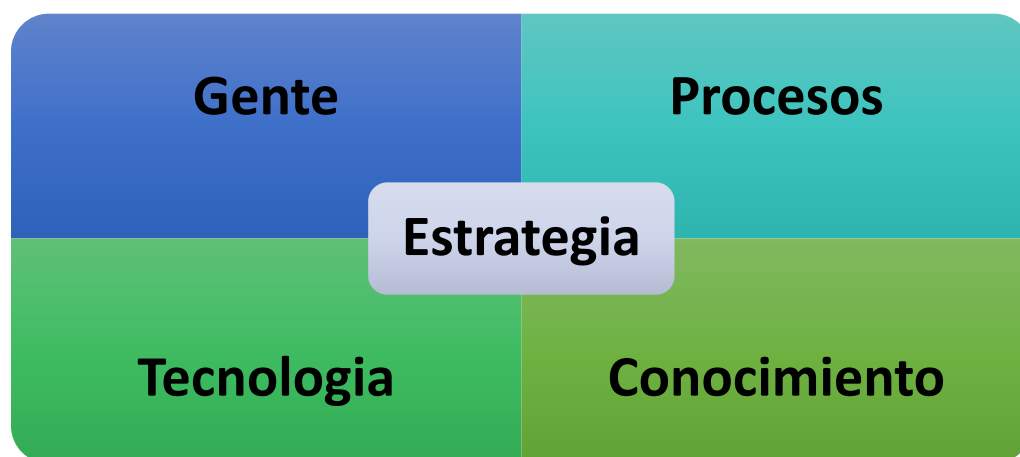 Gente
Procesos
Estrategia
Tecnologia
Conocimiento